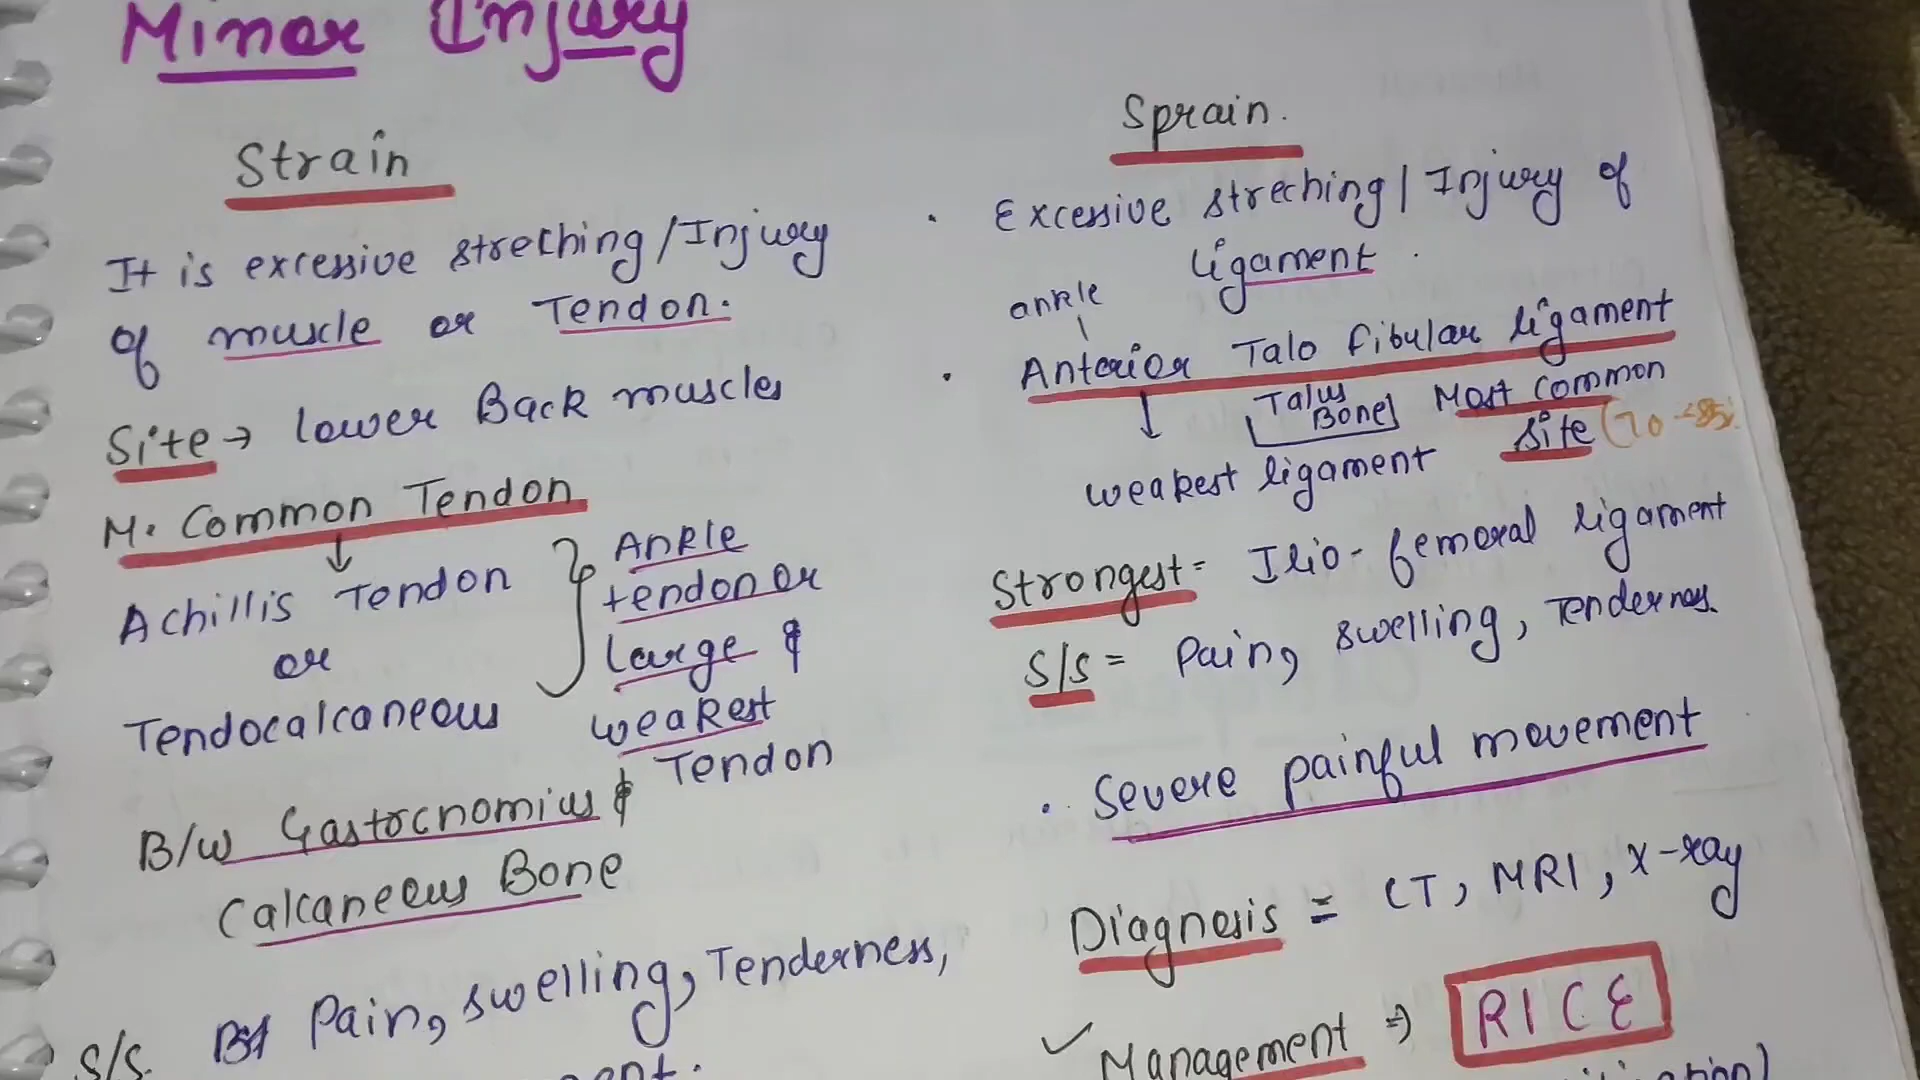 Minor Injury
Strain
It is excessive streching/Injury
of muscle or Tendon.
Site → lower Back muscles
M. Common Tendon
↓
Achillis Tendon
or
Tendocalcaneous
Ankle
tendon or
Large &
weakest
Tendon
B/w Gastrocnomius &
Calcaneous Bone
S/S. Pain, swelling, Tenderness,
Sprain.
. Excessive streching/Injury of
ligament.
ankle
. Anterior Talo fibular ligament
↓ Talus Most common
Bone site (70-85%
weakest ligament
Strongest = Ilio-femoral ligament
S/S = Pain, swelling, Tenderness
. Severe painful movement
Diagnosis = CT, MRI, X-ray
✓ Management ⇒ RICE